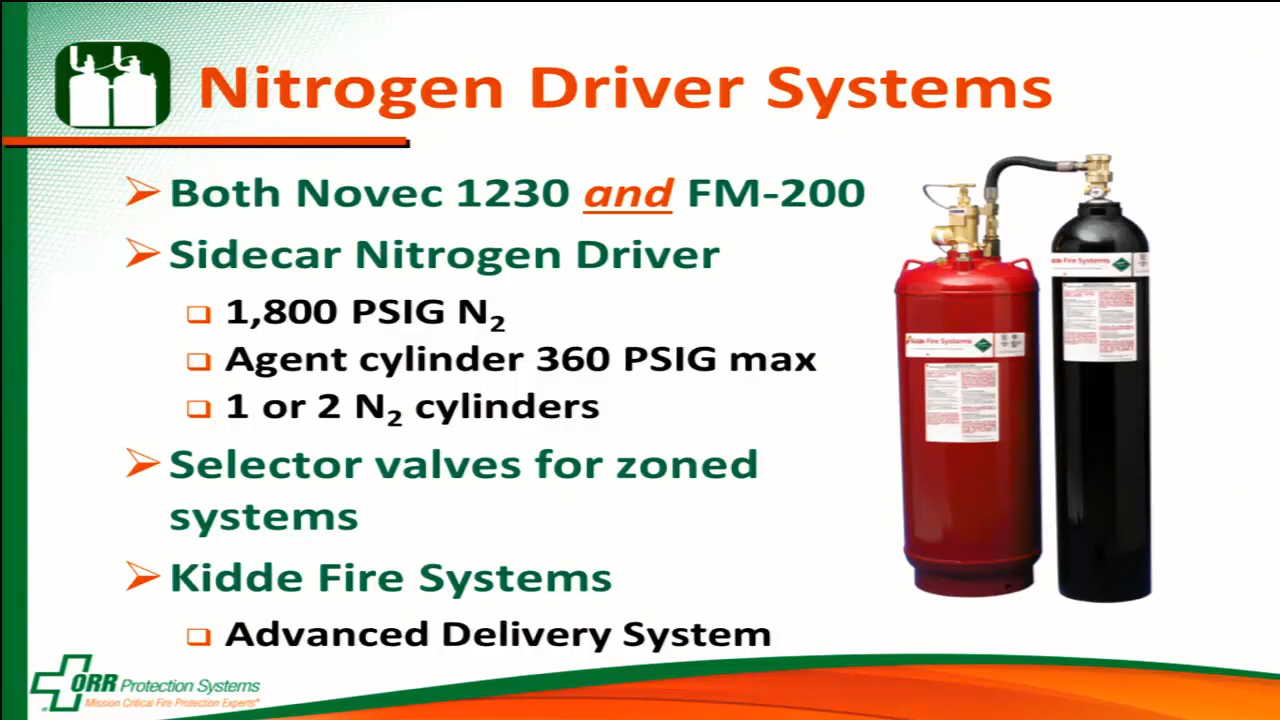 Nitrogen Driver Systems
Both Novec 1230 and FM-200
Sidecar Nitrogen Driver
1,800 PSIG N₂
Agent cylinder 360 PSIG max
1 or 2 N₂ cylinders
Selector valves for zoned
systems
Kidde Fire Systems
Advanced Delivery System
Kidde Fire Systems
Kidde Fire Systems
ORR Protection Systems
Mission Critical Fire Protection Experts